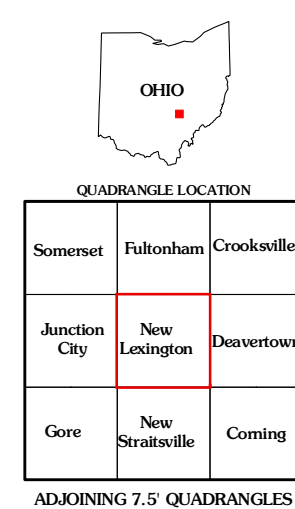 OHIO
QUADRANGLE LOCATION
Somerset
Fultonham
Crooksville
Junction
City
New
Lexington
Deavertown
Gore
New
Straitsville
Corning
ADJOINING 7.5' QUADRANGLES